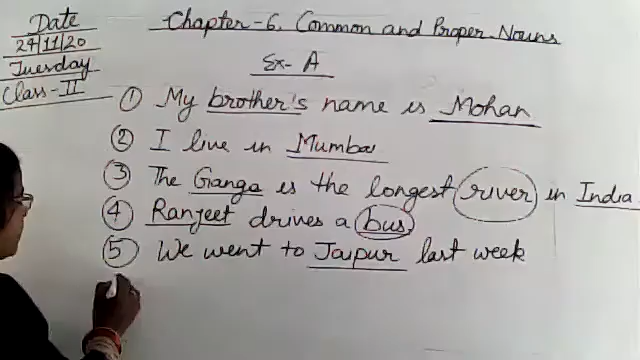 Date
24/11/20
Tuesday
Class-II
Chapter-6. Common and Proper Nouns
Ex- A
① My brother's name is Mohan
② I live in Mumbai
③ The Ganga is the longest river in India
④ Ranjeet drives a bus
⑤ We went to Jaipur last week